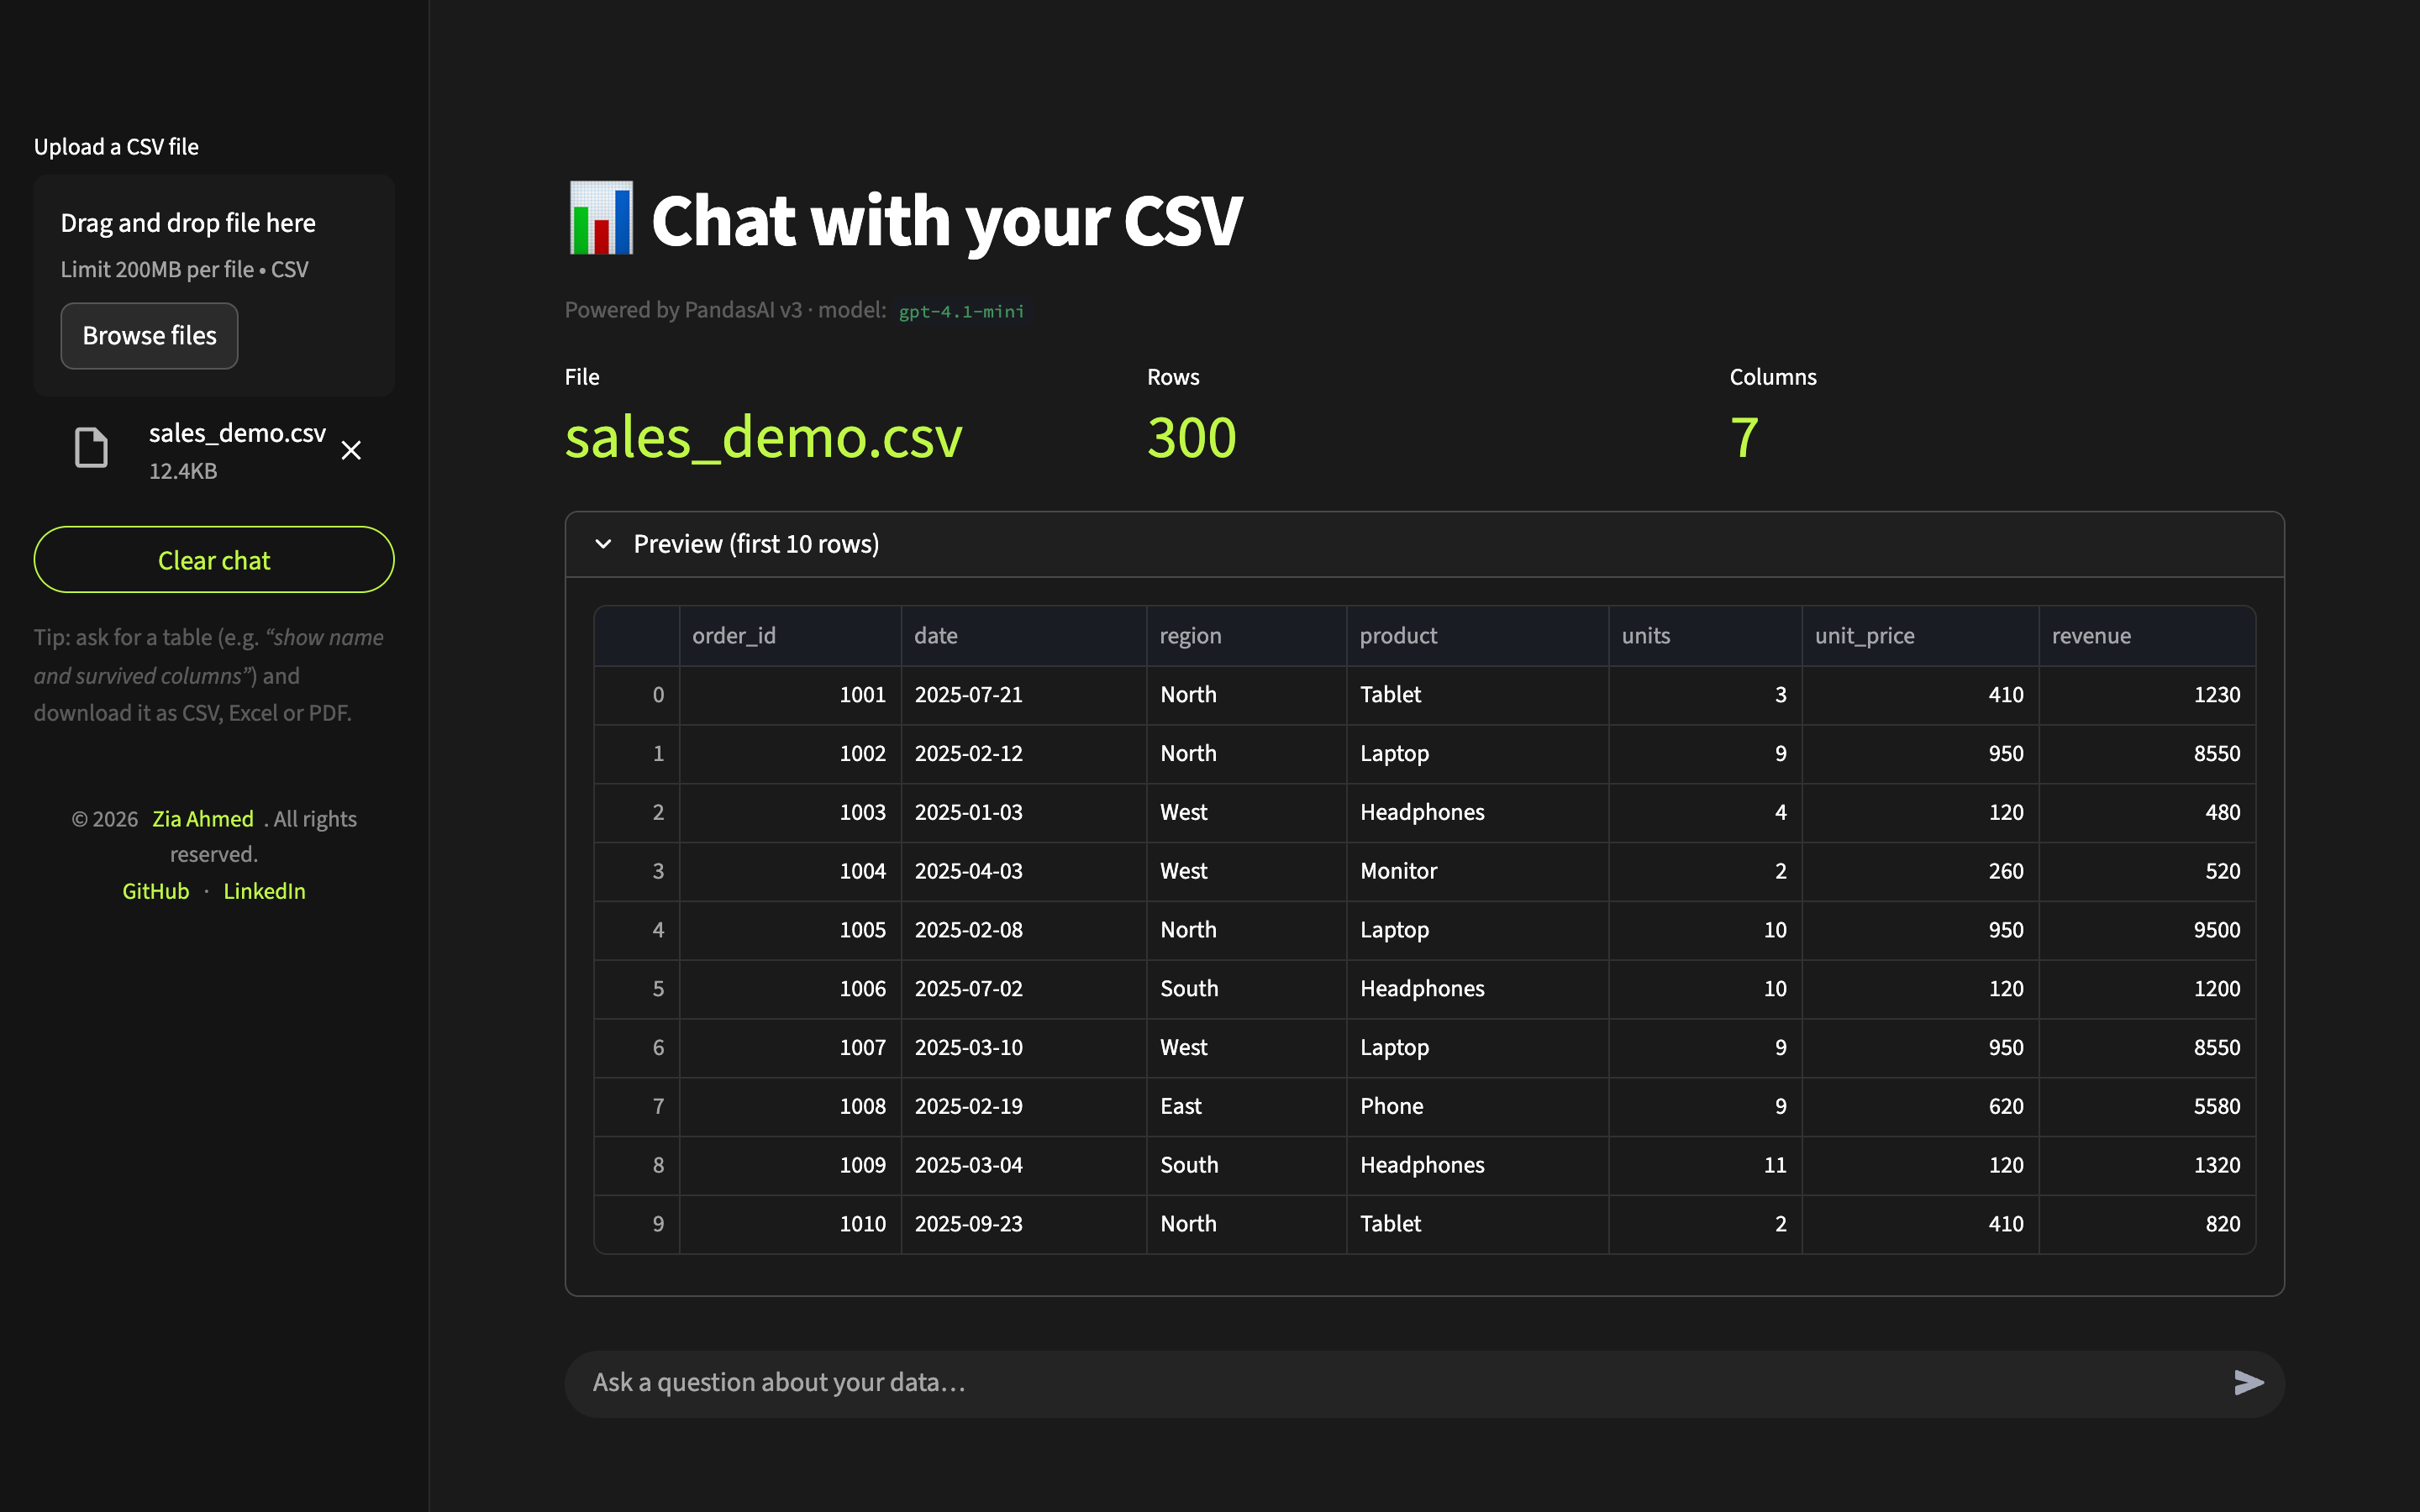 Upload a CSV file
Drag and drop file here
Limit 200MB per file • CSV
Browse files
sales_demo.csv
12.4KB
Clear chat
Tip: ask for a table (e.g. “show name
and survived columns”) and
download it as CSV, Excel or PDF.
© 2026 Zia Ahmed . All rights
reserved.
GitHub · LinkedIn
Chat with your CSV
Powered by PandasAI v3 · model: gpt-4.1-mini
File Rows Columns
sales_demo.csv 300 7
Preview (first 10 rows)
order_id date region product units unit_price revenue
0 1001 2025-07-21 North Tablet 3 410 1230
1 1002 2025-02-12 North Laptop 9 950 8550
2 1003 2025-01-03 West Headphones 4 120 480
3 1004 2025-04-03 West Monitor 2 260 520
4 1005 2025-02-08 North Laptop 10 950 9500
5 1006 2025-07-02 South Headphones 10 120 1200
6 1007 2025-03-10 West Laptop 9 950 8550
7 1008 2025-02-19 East Phone 9 620 5580
8 1009 2025-03-04 South Headphones 11 120 1320
9 1010 2025-09-23 North Tablet 2 410 820
Ask a question about your data…